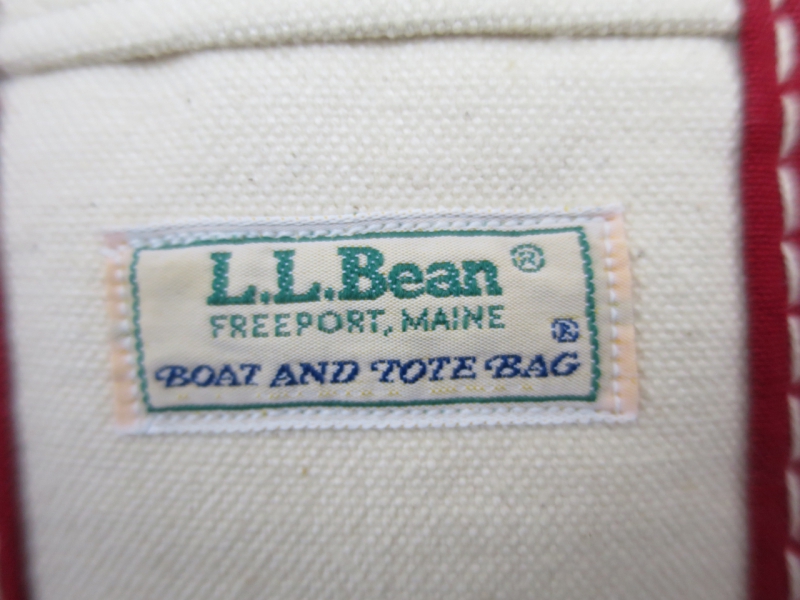 L.L.Bean ®
FREEPORT, MAINE
®
BOAT AND TOTE BAG